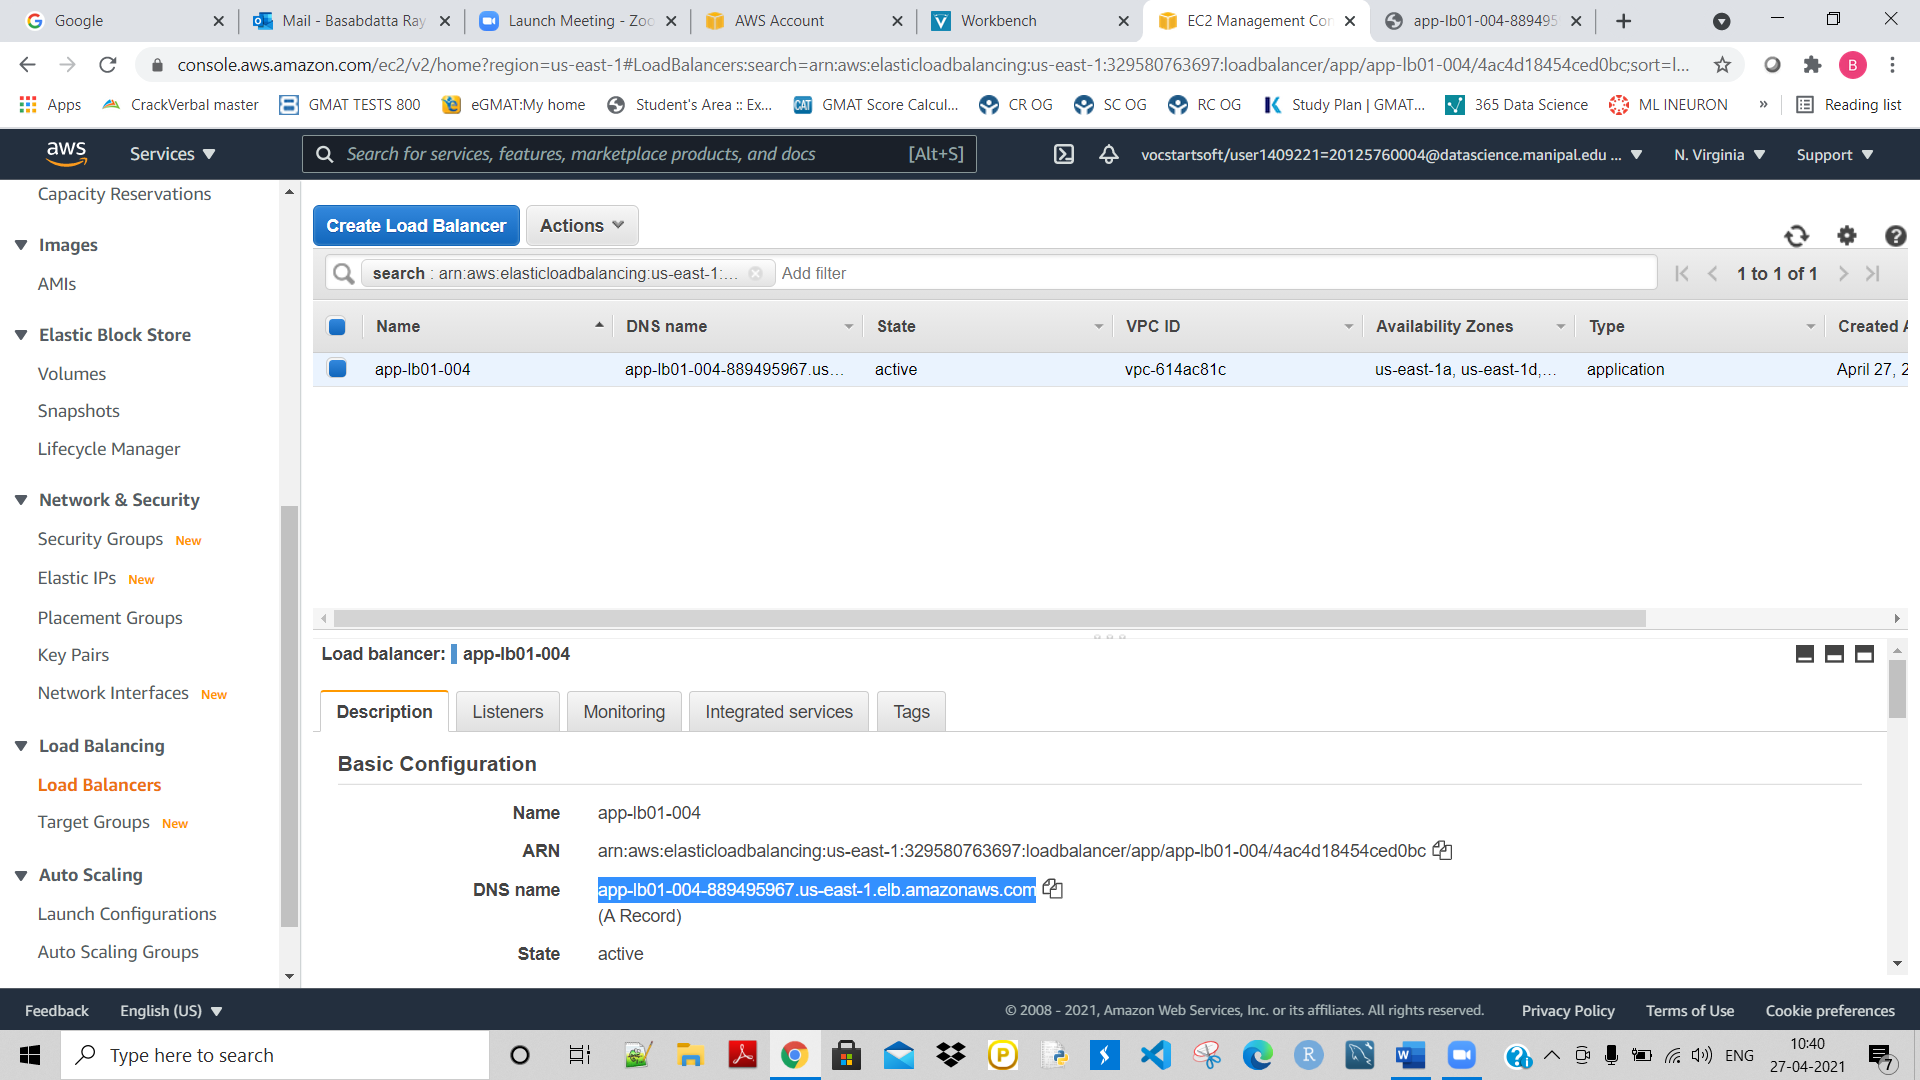 Google
Mail - Basabdatta Ray
Launch Meeting - Zoo
AWS Account
Workbench
EC2 Management Con
app-lb01-004-889495
console.aws.amazon.com/ec2/v2/home?region=us-east-1#LoadBalancers:search=arn:aws:elasticloadbalancing:us-east-1:329580763697:loadbalancer/app/app-lb01-004/4ac4d18454ced0bc;sort=l...
B
Apps
CrackVerbal master
GMAT TESTS 800
eGMAT:My home
Student's Area :: Ex...
CAT GMAT Score Calcul...
CR OG
SC OG
RC OG
Study Plan | GMAT...
365 Data Science
ML INEURON
»
Reading list
aws
Services
Search for services, features, marketplace products, and docs [Alt+S]
vocstartsoft/user1409221=20125760004@datascience.manipal.edu ...
N. Virginia
Support
Capacity Reservations
Images
AMIs
Elastic Block Store
Volumes
Snapshots
Lifecycle Manager
Network & Security
Security Groups New
Elastic IPs New
Placement Groups
Key Pairs
Network Interfaces New
Load Balancing
Load Balancers
Target Groups New
Auto Scaling
Launch Configurations
Auto Scaling Groups
Create Load Balancer
Actions
search : arn:aws:elasticloadbalancing:us-east-1:... Add filter
1 to 1 of 1
Name DNS name State VPC ID Availability Zones Type Created A
app-lb01-004 app-lb01-004-889495967.us... active vpc-614ac81c us-east-1a, us-east-1d,... application April 27, 2
Load balancer: app-lb01-004
Description
Listeners
Monitoring
Integrated services
Tags
Basic Configuration
Name app-lb01-004
ARN arn:aws:elasticloadbalancing:us-east-1:329580763697:loadbalancer/app/app-lb01-004/4ac4d18454ced0bc
DNS name app-lb01-004-889495967.us-east-1.elb.amazonaws.com
(A Record)
State active
Feedback
English (US)
© 2008 - 2021, Amazon Web Services, Inc. or its affiliates. All rights reserved.
Privacy Policy
Terms of Use
Cookie preferences
Type here to search
ENG
10:40
27-04-2021
7